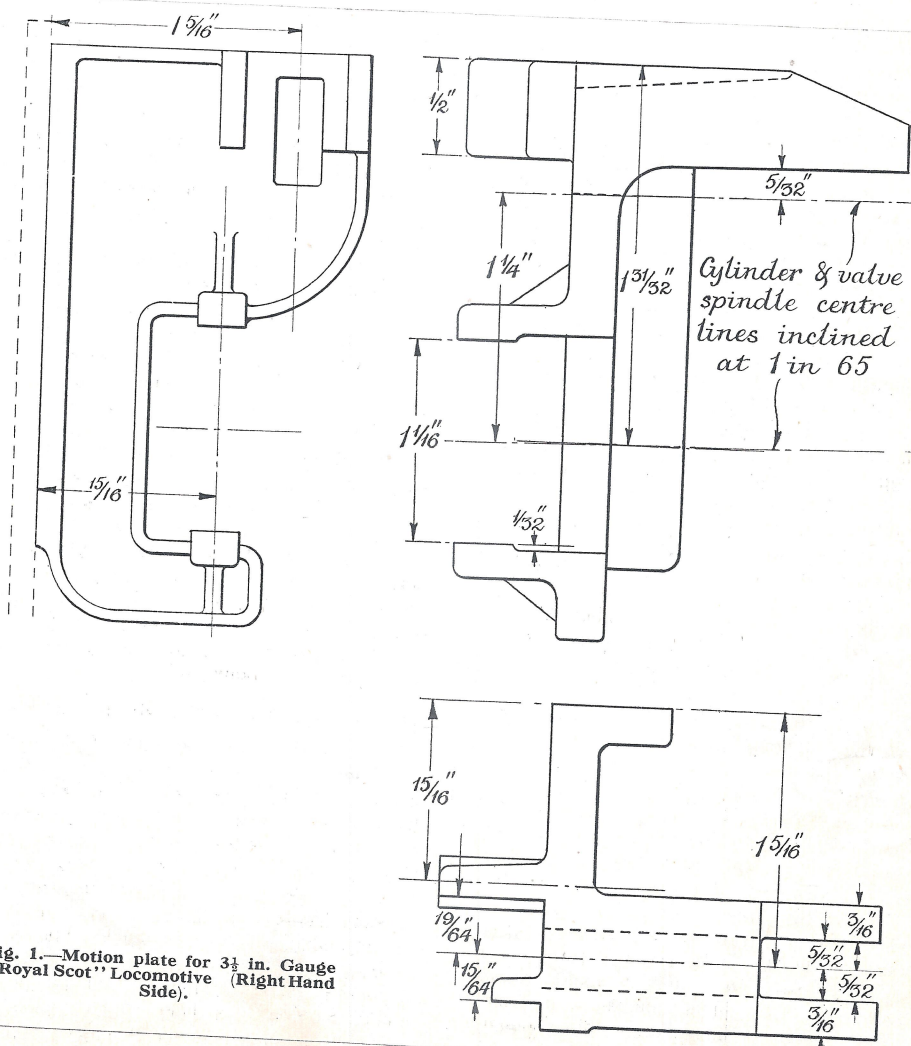 1 5/16"
1/2"
5/32"
1 1/4"
1 31/32"
Cylinder & valve
spindle centre
lines inclined
at 1 in 65
1 1/16"
15/16"
1/32"
15/16"
1 5/16"
19/64"
15/64"
3/16"
5/32"
5/32"
3/16"
ig. 1.—Motion plate for 3½ in. Gauge
Royal Scot" Locomotive (Right Hand
Side).